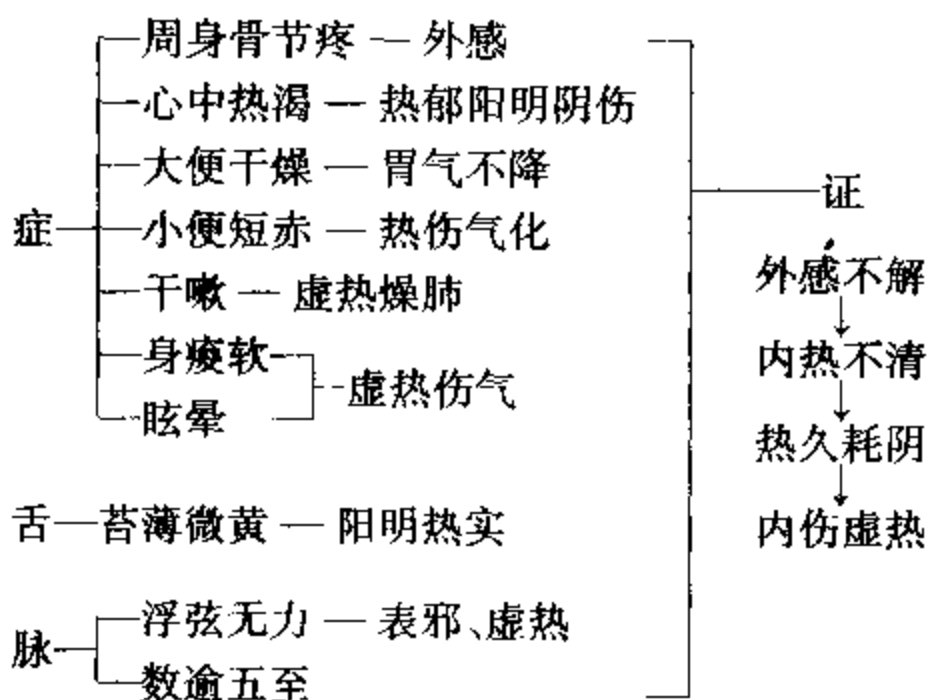 周身骨节疼 — 外感
心中热渴 — 热郁阳明阴伤
大便干燥 — 胃气不降
症
小便短赤 — 热伤气化
干嗽 — 虚热燥肺
身痠软
虚热伤气
眩晕
舌 — 苔薄微黄 — 阳明热实
脉
浮弦无力 — 表邪、虚热
数逾五至
证
外感不解
内热不清
热久耗阴
内伤虚热